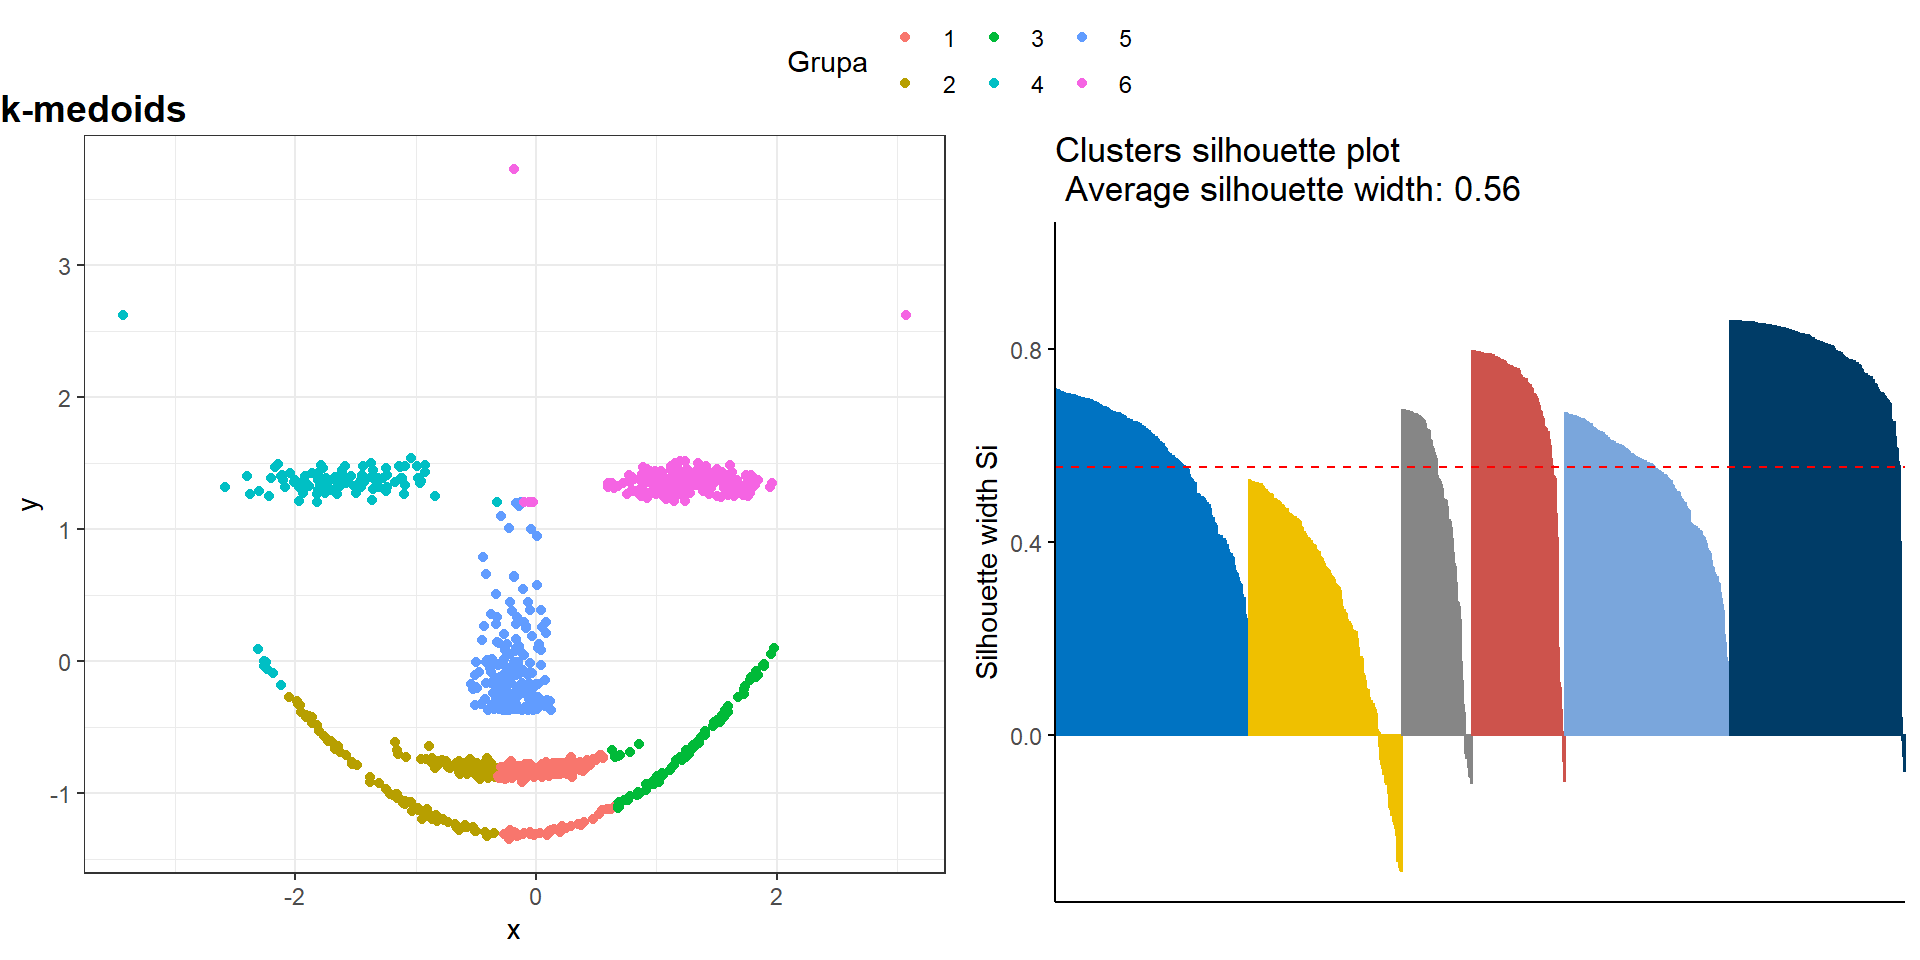 Grupa
1 3 5
2 4 6
k-medoids
3
2
1
0
-1
y
-2 0 2
x
Clusters silhouette plot
Average silhouette width: 0.56
0.8
0.4
0.0
Silhouette width Si